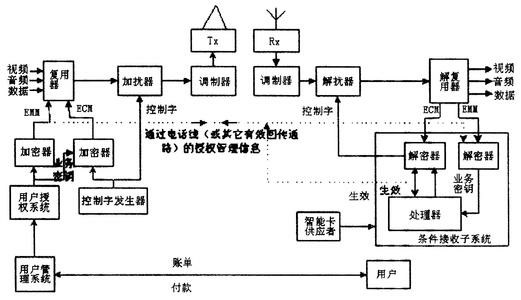 Tx
Rx
视频
音频
数据
复用器
加扰器
调制器
调制器
解扰器
解复用器
视频
音频
数据
EMM
ECM
控制字
控制字
ECM
EMM
通过电话线（或其它有效回传通
路）的授权管理信息
加密器
业务
密钥
加密器
解密器
解密器
用户授
权系统
控制字发生器
生效
生效
业务
密钥
处理器
智能卡
供应者
条件接收子系统
用户管
理系统
账单
付款
用户